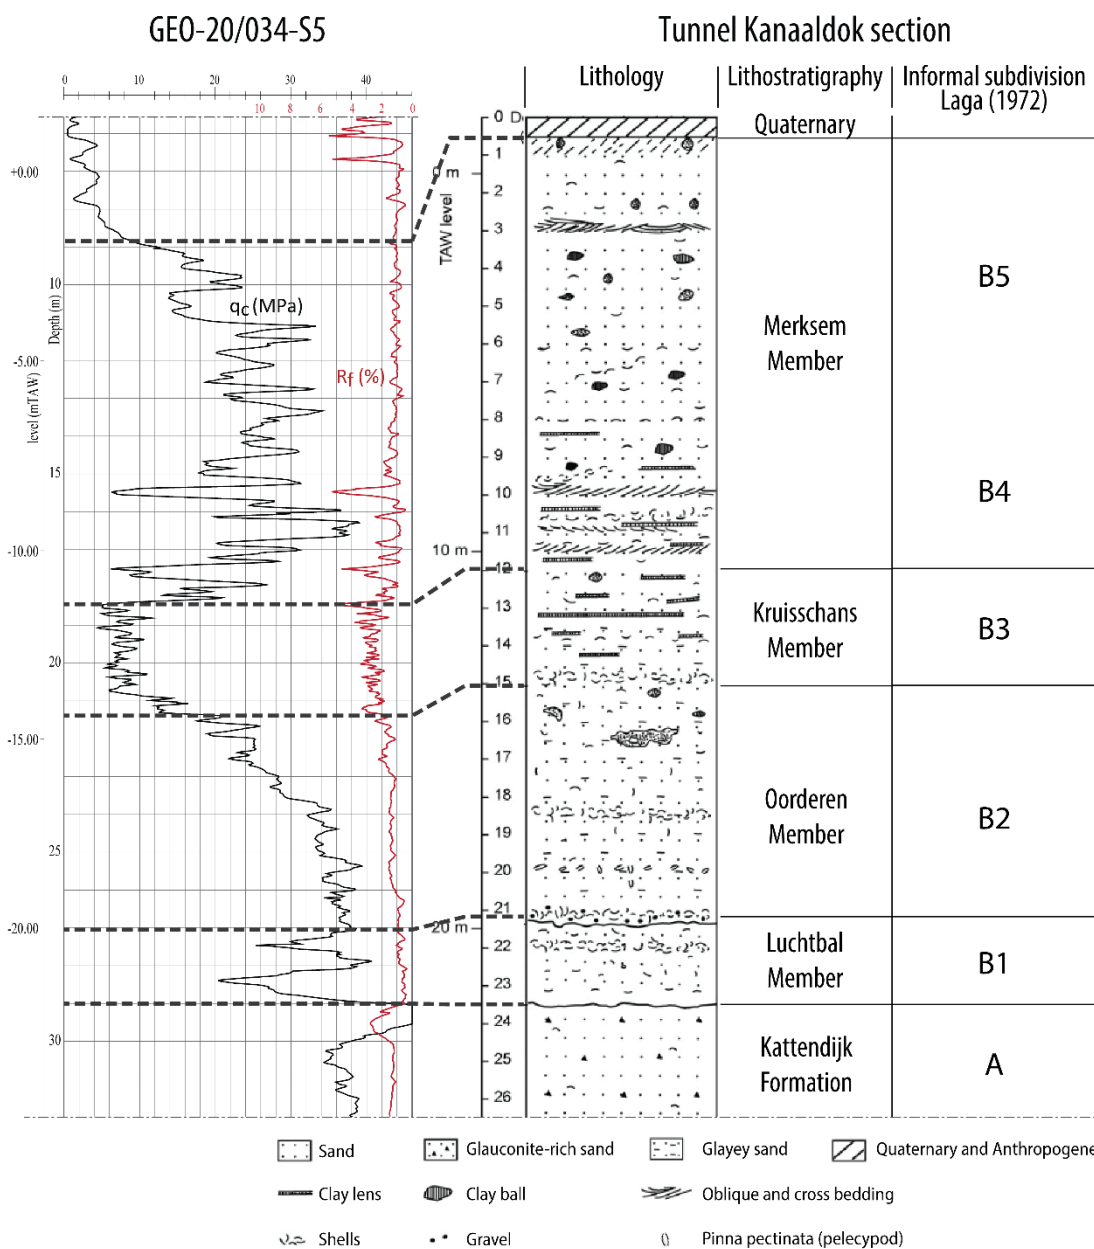 GEO-20/034-S5
Tunnel Kanaaldok section
0 10 20 30 40
10 8 6 4 2 0
Lithology
Lithostratigraphy
Informal subdivision
Laga (1972)
Depth (m)
level (mTAW)
+0.00
10
-5.00
15
-10.00
20
-15.00
25
-20.00
30
qc (MPa)
Rf (%)
TAW level
0 m
10 m
20 m
0 D
1
2
3
4
5
6
7
8
9
10
11
12
13
14
15
16
17
18
19
20
21
22
23
24
25
26
Quaternary
Merksem
Member
B5
B4
Kruisschans
Member
B3
Oorderen
Member
B2
Luchtbal
Member
B1
Kattendijk
Formation
A
Sand
Glauconite-rich sand
Glayey sand
Quaternary and Anthropogene
Clay lens
Clay ball
Oblique and cross bedding
Shells
Gravel
Pinna pectinata (pelecypod)